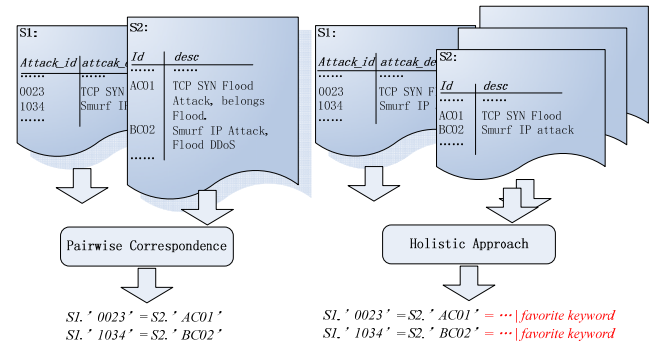 S1:
Attack_id attcak_
......  ......
0023 TCP SYN
1034 Smurf IP
......
S2:
Id desc
......  ......
AC01 TCP SYN Flood
Attack, belongs
Flood.
BC02 Smurf IP Attack,
Flood DDoS
......
Pairwise Correspondence
S1.'0023'=S2.'AC01'
S1.'1034'=S2.'BC02'
S1:
Attack_id attcak_de
......  ......
0023 TCP SYN F
1034 Smurf IP
......
S2:
Id desc
......  ......
AC01 TCP SYN Flood
BC02 Smurf IP attack
......
Holistic Approach
S1.'0023'=S2.'AC01'=…|favorite keyword
S1.'1034'=S2.'BC02'=…|favorite keyword